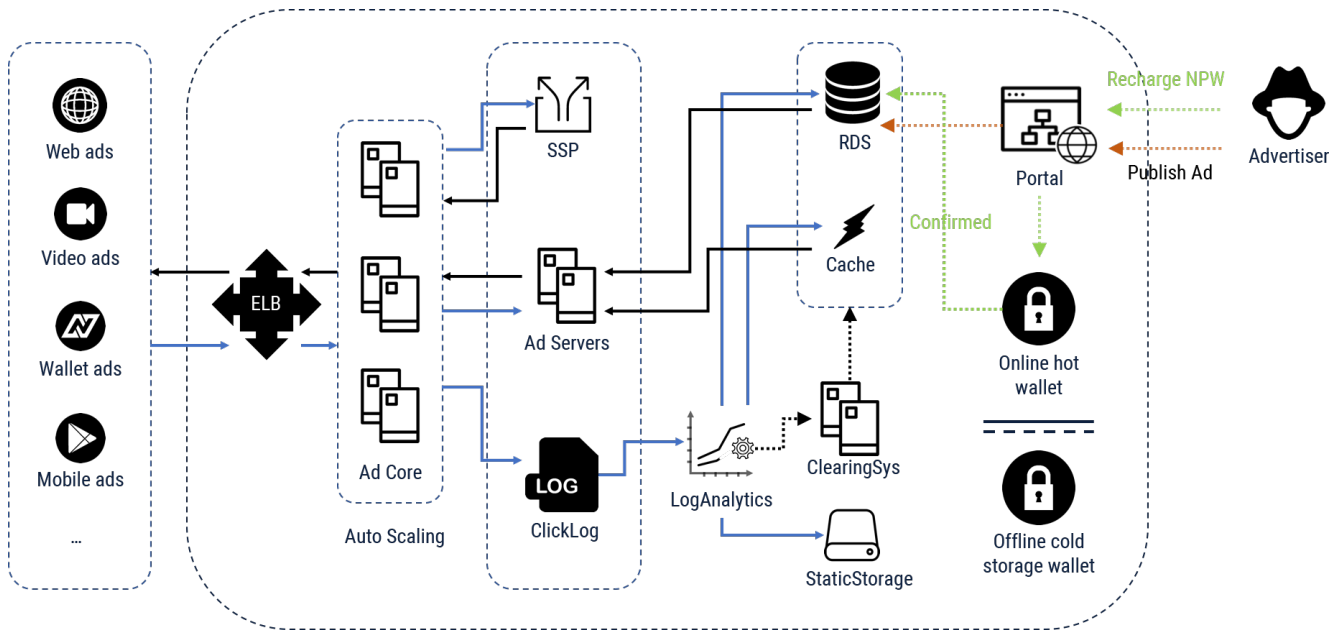 Web ads
Video ads
Wallet ads
Mobile ads
...
ELB
Ad Core
Auto Scaling
SSP
Ad Servers
LOG
ClickLog
LogAnalytics
RDS
Cache
ClearingSys
StaticStorage
Confirmed
Portal
Online hot
wallet
Offline cold
storage wallet
Recharge NPW
Publish Ad
Advertiser